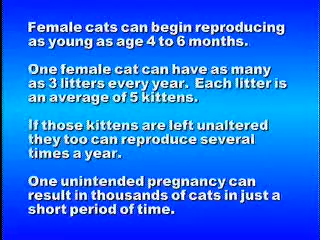 Female cats can begin reproducing
as young as age 4 to 6 months.
One female cat can have as many
as 3 litters every year. Each litter is
an average of 5 kittens.
If those kittens are left unaltered
they too can reproduce several
times a year.
One unintended pregnancy can
result in thousands of cats in just a
short period of time.